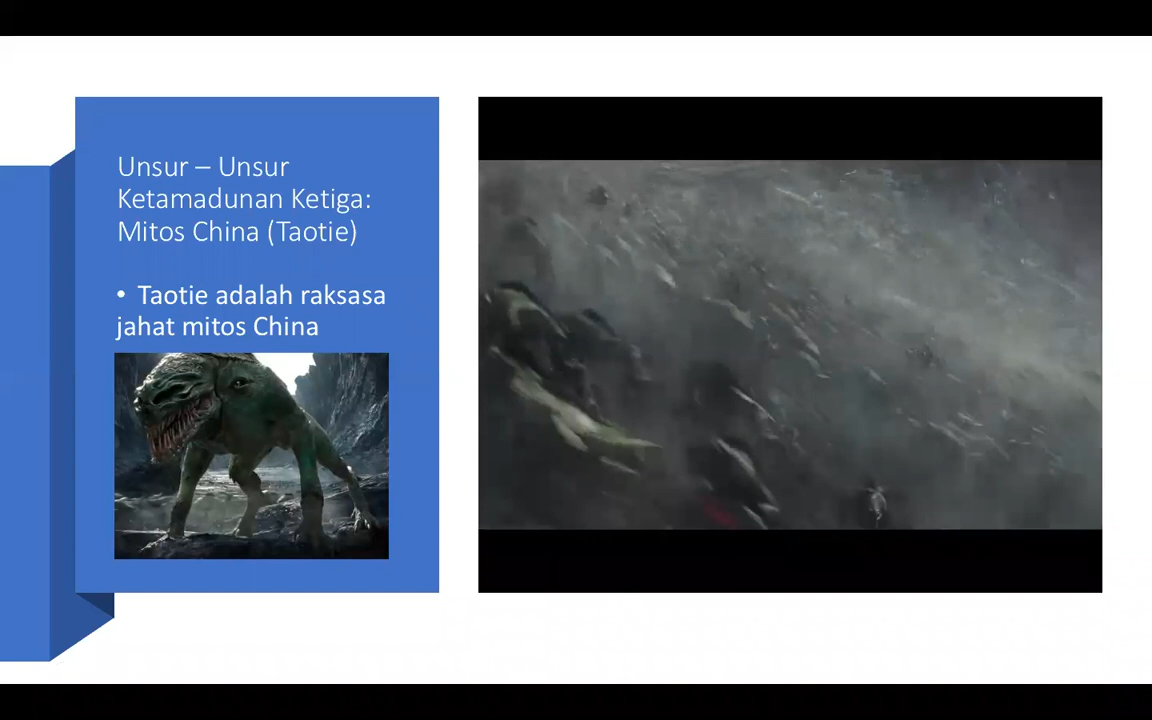 Unsur – Unsur
Ketamadunan Ketiga:
Mitos China (Taotie)
• Taotie adalah raksasa
jahat mitos China